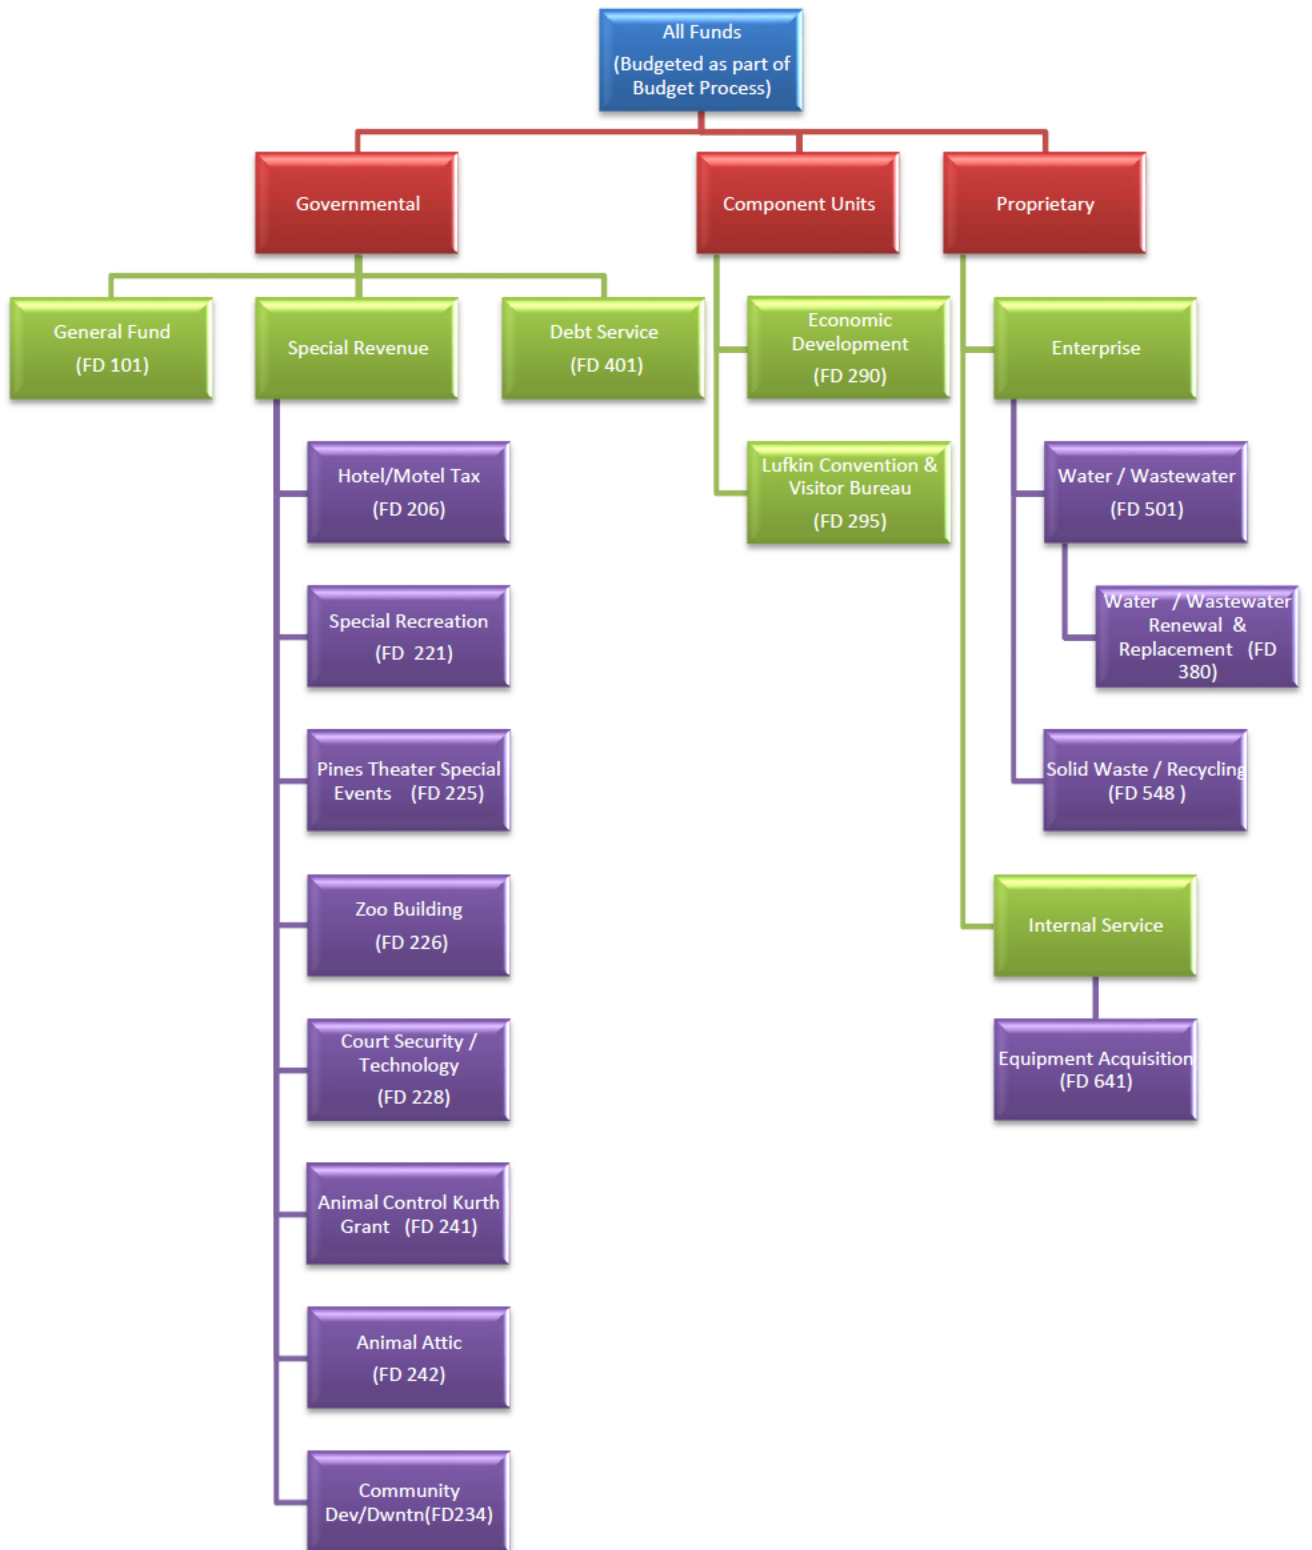 All Funds
(Budgeted as part of
Budget Process)
Governmental
Component Units
Proprietary
General Fund
(FD 101)
Special Revenue
Debt Service
(FD 401)
Economic
Development
(FD 290)
Enterprise
Hotel/Motel Tax
(FD 206)
Lufkin Convention &
Visitor Bureau
(FD 295)
Water / Wastewater
(FD 501)
Special Recreation
(FD 221)
Water / Wastewater
Renewal &
Replacement (FD
380)
Pines Theater Special
Events (FD 225)
Solid Waste / Recycling
(FD 548 )
Zoo Building
(FD 226)
Internal Service
Court Security /
Technology
(FD 228)
Equipment Acquisition
(FD 641)
Animal Control Kurth
Grant (FD 241)
Animal Attic
(FD 242)
Community
Dev/Dwntn(FD234)